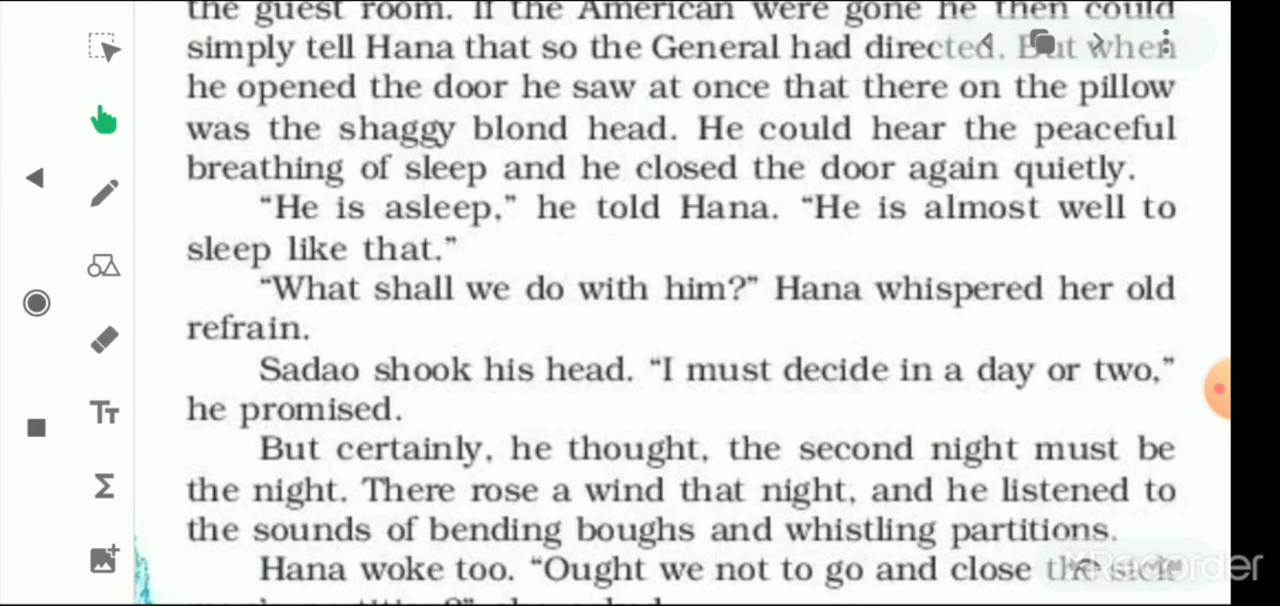 the guest room. If the American were gone he then could
simply tell Hana that so the General had directed. But when
he opened the door he saw at once that there on the pillow
was the shaggy blond head. He could hear the peaceful
breathing of sleep and he closed the door again quietly.
“He is asleep,” he told Hana. “He is almost well to
sleep like that.”
“What shall we do with him?” Hana whispered her old
refrain.
Sadao shook his head. “I must decide in a day or two,”
he promised.
But certainly, he thought, the second night must be
the night. There rose a wind that night, and he listened to
the sounds of bending boughs and whistling partitions.
Hana woke too. “Ought we not to go and close the sick
TT
Σ
XRecorder